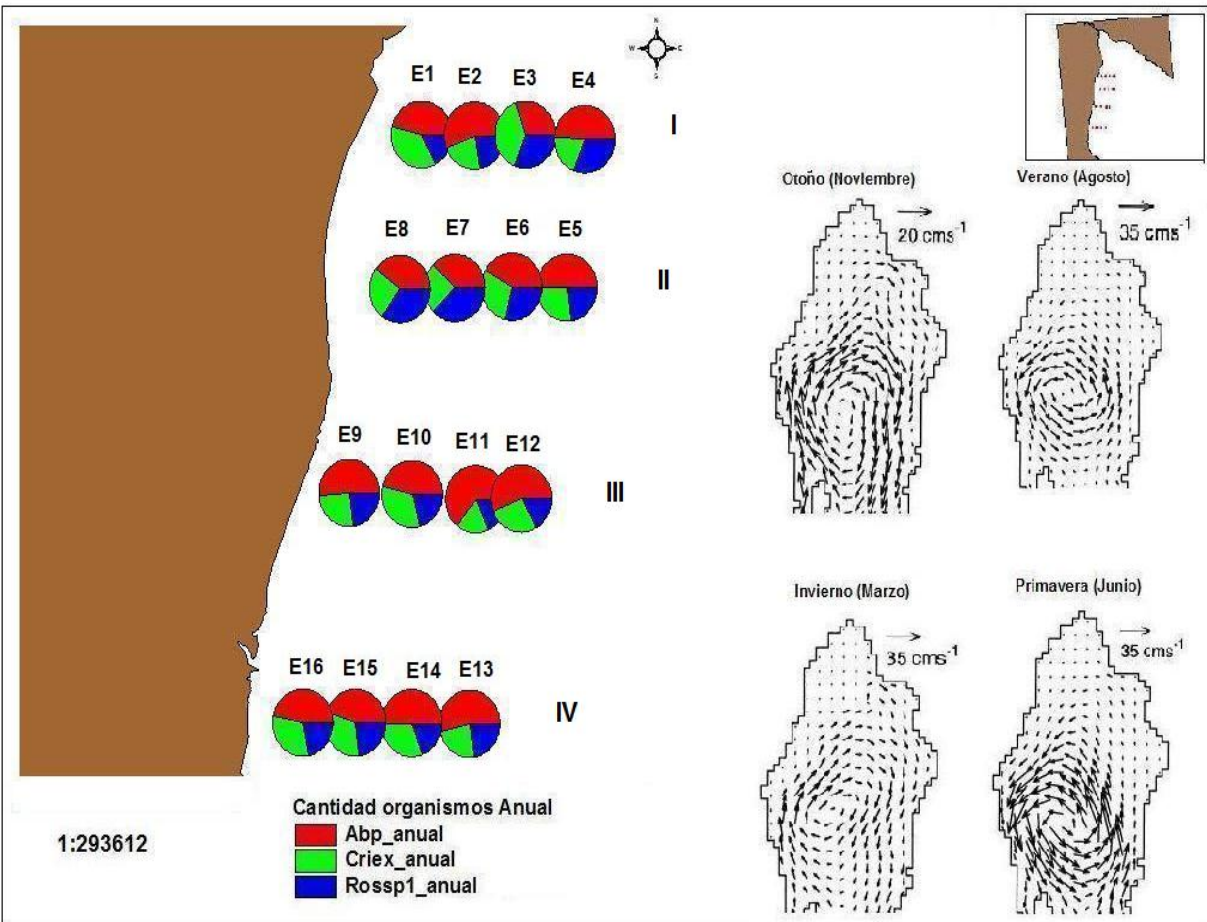 N
W
E
S
E1 E2 E3 E4
I
E8 E7 E6 E5
II
E9 E10 E11 E12
III
E16 E15 E14 E13
IV
1:293612
Cantidad organismos Anual
Abp_anual
Criex_anual
Rossp1_anual
Otoño (Noviembre)
20 cms-1
Verano (Agosto)
35 cms-1
Invierno (Marzo)
35 cms-1
Primavera (Junio)
35 cms-1